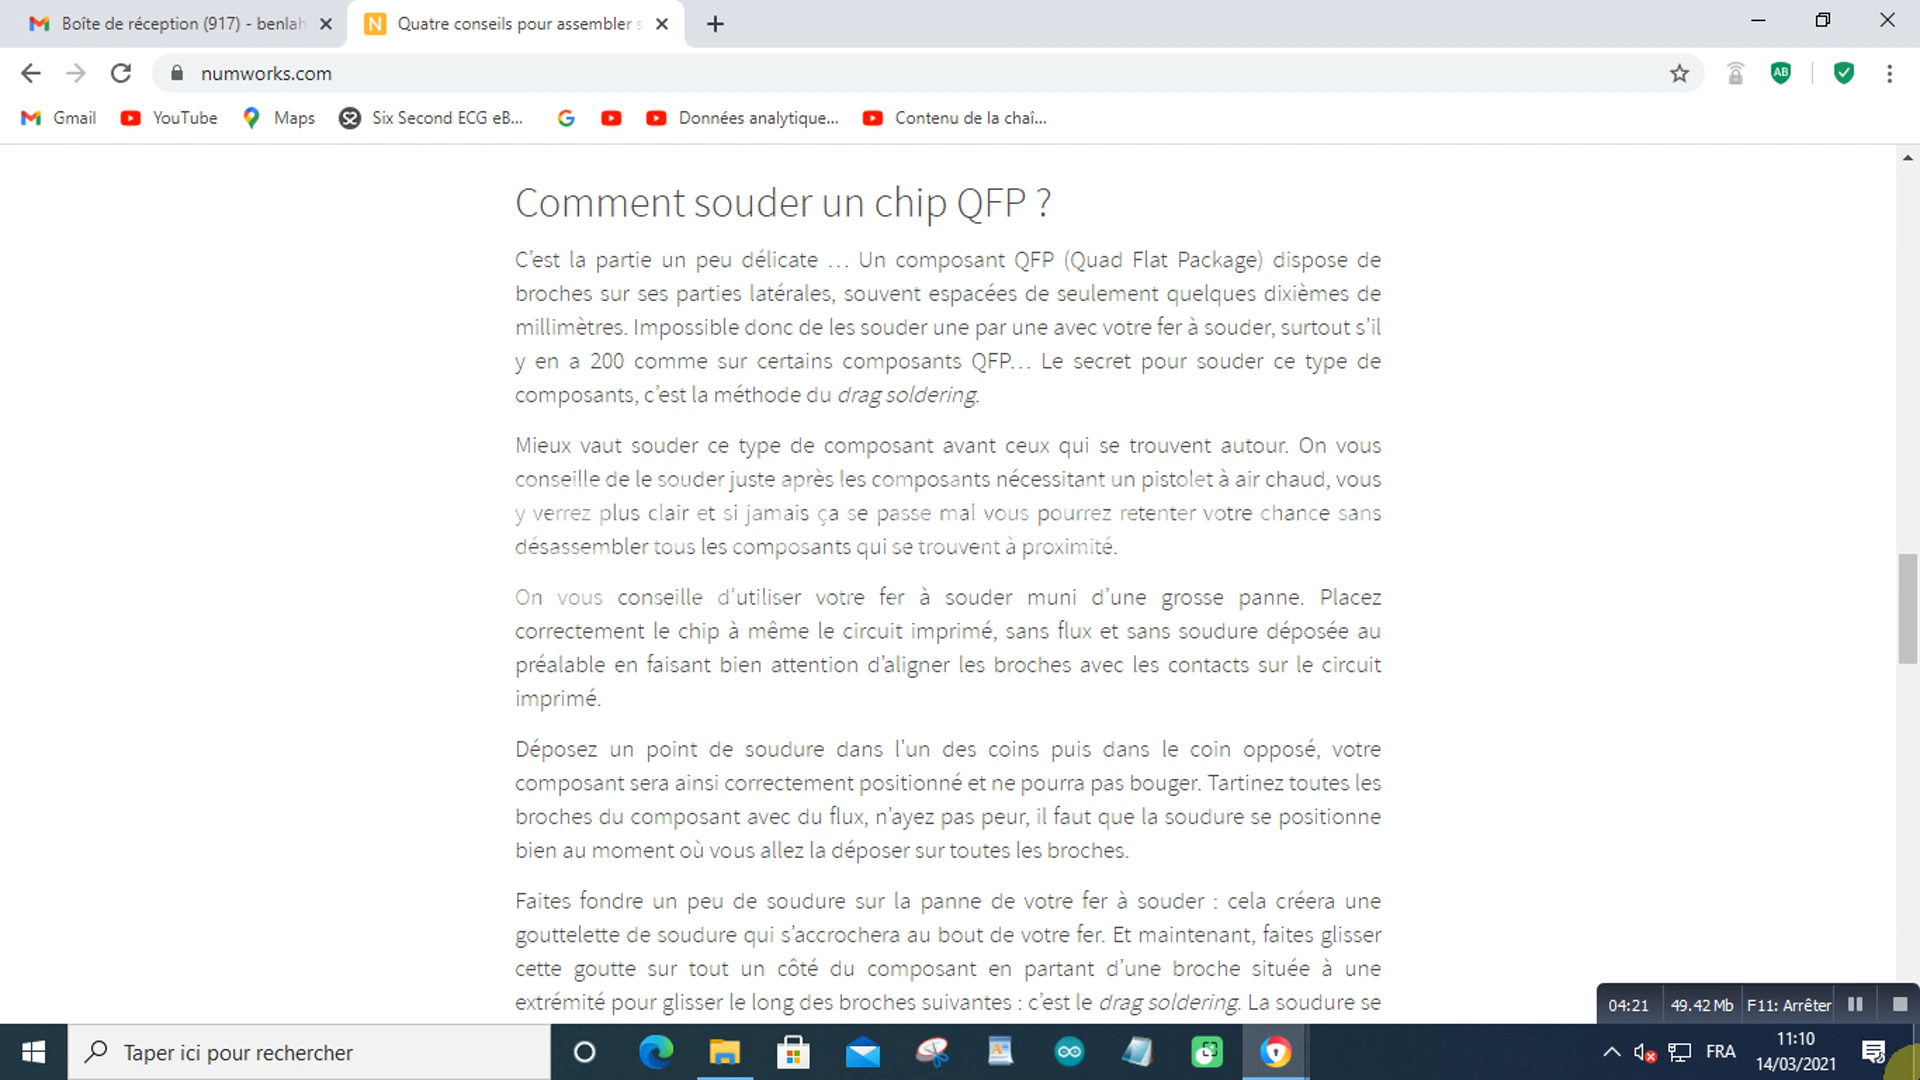 Boîte de réception (917) - benlah
Quatre conseils pour assembler s
numworks.com
AB
Gmail
YouTube
Maps
Six Second ECG eB...
Données analytique...
Contenu de la chaî...
Comment souder un chip QFP ?
C’est la partie un peu délicate … Un composant QFP (Quad Flat Package) dispose de
broches sur ses parties latérales, souvent espacées de seulement quelques dixièmes de
millimètres. Impossible donc de les souder une par une avec votre fer à souder, surtout s’il
y en a 200 comme sur certains composants QFP… Le secret pour souder ce type de
composants, c’est la méthode du drag soldering.
Mieux vaut souder ce type de composant avant ceux qui se trouvent autour. On vous
conseille de le souder juste après les composants nécessitant un pistolet à air chaud, vous
y verrez plus clair et si jamais ça se passe mal vous pourrez retenter votre chance sans
désassembler tous les composants qui se trouvent à proximité.
On vous conseille d’utiliser votre fer à souder muni d’une grosse panne. Placez
correctement le chip à même le circuit imprimé, sans flux et sans soudure déposée au
préalable en faisant bien attention d’aligner les broches avec les contacts sur le circuit
imprimé.
Déposez un point de soudure dans l’un des coins puis dans le coin opposé, votre
composant sera ainsi correctement positionné et ne pourra pas bouger. Tartinez toutes les
broches du composant avec du flux, n’ayez pas peur, il faut que la soudure se positionne
bien au moment où vous allez la déposer sur toutes les broches.
Faites fondre un peu de soudure sur la panne de votre fer à souder : cela créera une
gouttelette de soudure qui s’accrochera au bout de votre fer. Et maintenant, faites glisser
cette goutte sur tout un côté du composant en partant d’une broche située à une
extrémité pour glisser le long des broches suivantes : c’est le drag soldering. La soudure se
04:21
49.42 Mb
F11: Arrêter
Taper ici pour rechercher
FRA
11:10
14/03/2021